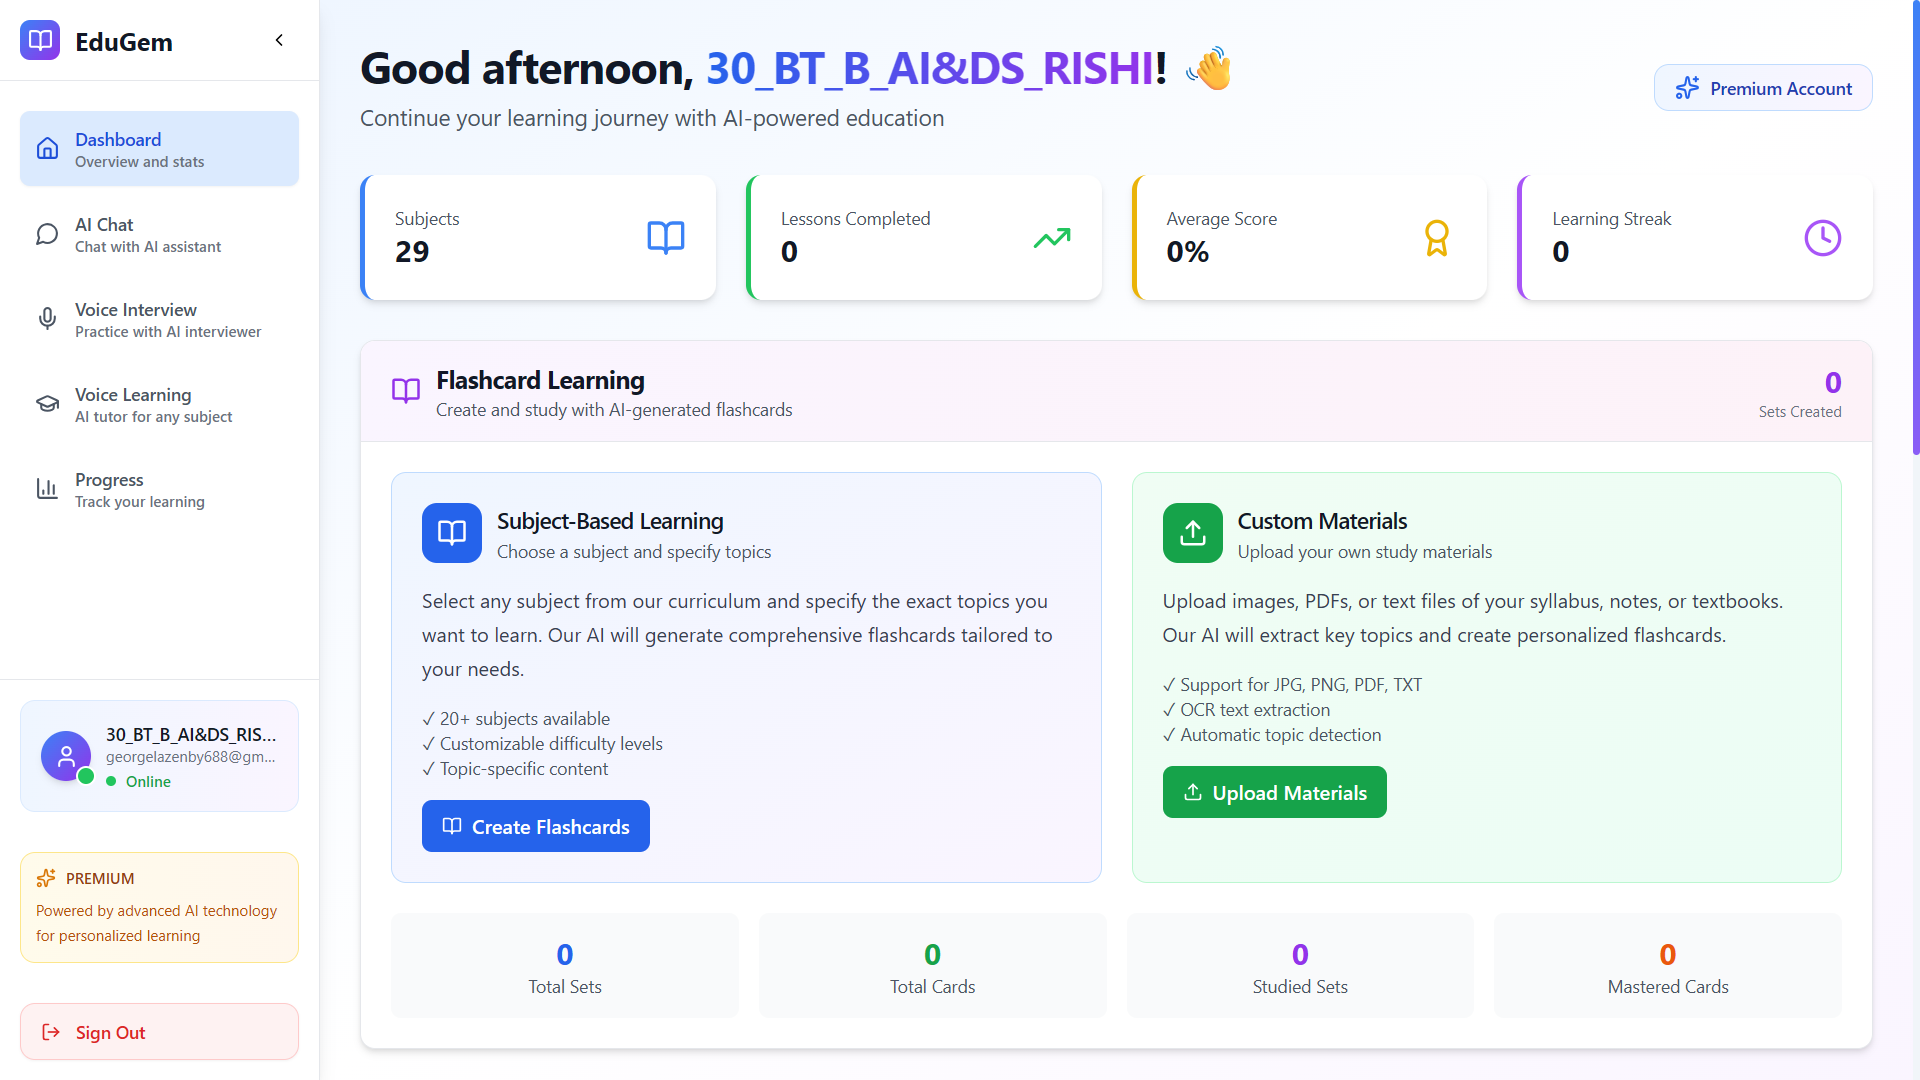 EduGem
Dashboard
Overview and stats
AI Chat
Chat with AI assistant
Voice Interview
Practice with AI interviewer
Voice Learning
AI tutor for any subject
Progress
Track your learning
30_BT_B_AI&DS_RIS...
georgelazenby688@gm...
Online
PREMIUM
Powered by advanced AI technology
for personalized learning
Sign Out
Good afternoon, 30_BT_B_AI&DS_RISHI! 👋
Continue your learning journey with AI-powered education
Premium Account
Subjects
29
Lessons Completed
0
Average Score
0%
Learning Streak
0
Flashcard Learning
Create and study with AI-generated flashcards
0
Sets Created
Subject-Based Learning
Choose a subject and specify topics
Select any subject from our curriculum and specify the exact topics you
want to learn. Our AI will generate comprehensive flashcards tailored to
your needs.
✓ 20+ subjects available
✓ Customizable difficulty levels
✓ Topic-specific content
Create Flashcards
Custom Materials
Upload your own study materials
Upload images, PDFs, or text files of your syllabus, notes, or textbooks.
Our AI will extract key topics and create personalized flashcards.
✓ Support for JPG, PNG, PDF, TXT
✓ OCR text extraction
✓ Automatic topic detection
Upload Materials
0
Total Sets
0
Total Cards
0
Studied Sets
0
Mastered Cards